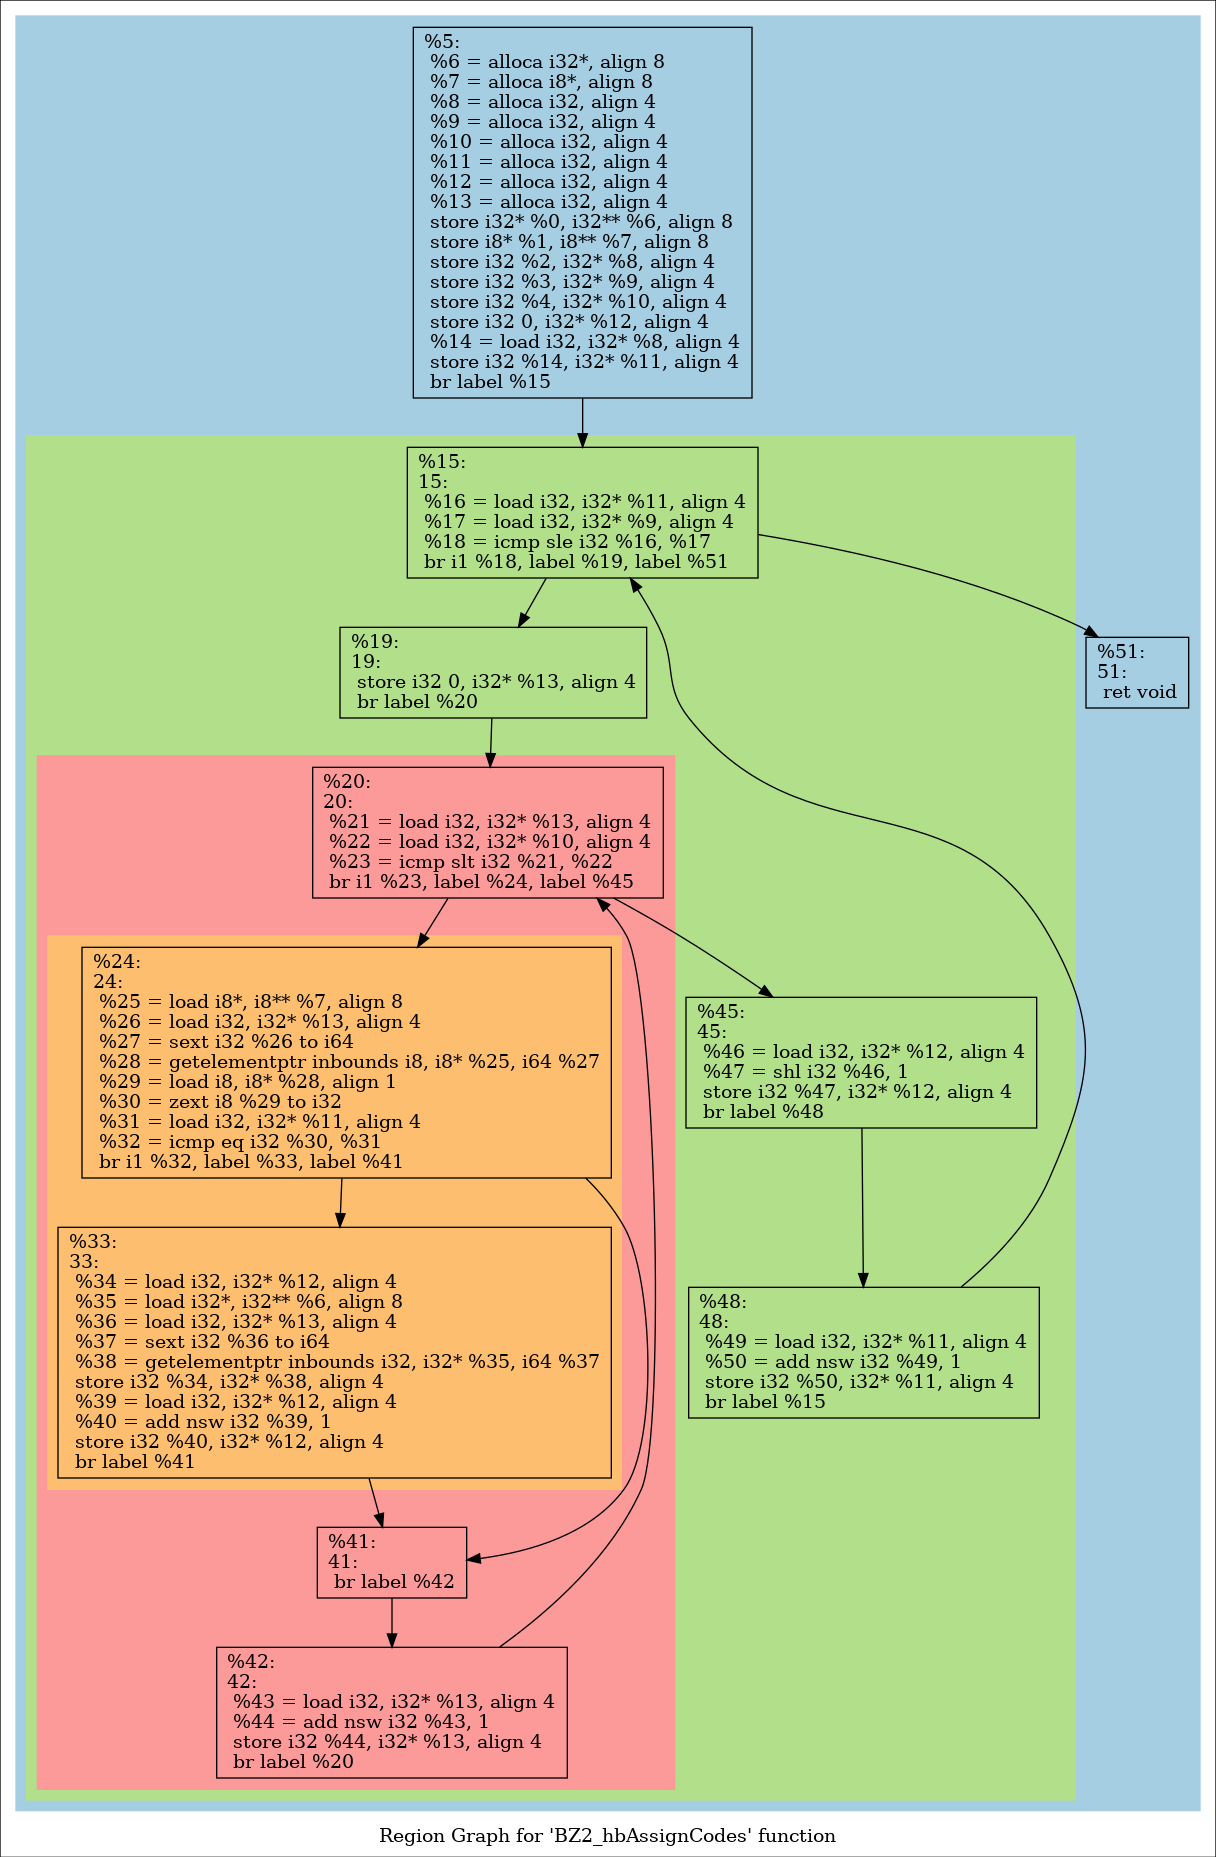 %5:
%6 = alloca i32*, align 8
%7 = alloca i8*, align 8
%8 = alloca i32, align 4
%9 = alloca i32, align 4
%10 = alloca i32, align 4
%11 = alloca i32, align 4
%12 = alloca i32, align 4
%13 = alloca i32, align 4
store i32* %0, i32** %6, align 8
store i8* %1, i8** %7, align 8
store i32 %2, i32* %8, align 4
store i32 %3, i32* %9, align 4
store i32 %4, i32* %10, align 4
store i32 0, i32* %12, align 4
%14 = load i32, i32* %8, align 4
store i32 %14, i32* %11, align 4
br label %15
%15:
15:
%16 = load i32, i32* %11, align 4
%17 = load i32, i32* %9, align 4
%18 = icmp sle i32 %16, %17
br i1 %18, label %19, label %51
%19:
19:
store i32 0, i32* %13, align 4
br label %20
%51:
51:
ret void
%20:
20:
%21 = load i32, i32* %13, align 4
%22 = load i32, i32* %10, align 4
%23 = icmp slt i32 %21, %22
br i1 %23, label %24, label %45
%24:
24:
%25 = load i8*, i8** %7, align 8
%26 = load i32, i32* %13, align 4
%27 = sext i32 %26 to i64
%28 = getelementptr inbounds i8, i8* %25, i64 %27
%29 = load i8, i8* %28, align 1
%30 = zext i8 %29 to i32
%31 = load i32, i32* %11, align 4
%32 = icmp eq i32 %30, %31
br i1 %32, label %33, label %41
%45:
45:
%46 = load i32, i32* %12, align 4
%47 = shl i32 %46, 1
store i32 %47, i32* %12, align 4
br label %48
%33:
33:
%34 = load i32, i32* %12, align 4
%35 = load i32*, i32** %6, align 8
%36 = load i32, i32* %13, align 4
%37 = sext i32 %36 to i64
%38 = getelementptr inbounds i32, i32* %35, i64 %37
store i32 %34, i32* %38, align 4
%39 = load i32, i32* %12, align 4
%40 = add nsw i32 %39, 1
store i32 %40, i32* %12, align 4
br label %41
%48:
48:
%49 = load i32, i32* %11, align 4
%50 = add nsw i32 %49, 1
store i32 %50, i32* %11, align 4
br label %15
%41:
41:
br label %42
%42:
42:
%43 = load i32, i32* %13, align 4
%44 = add nsw i32 %43, 1
store i32 %44, i32* %13, align 4
br label %20
Region Graph for 'BZ2_hbAssignCodes' function